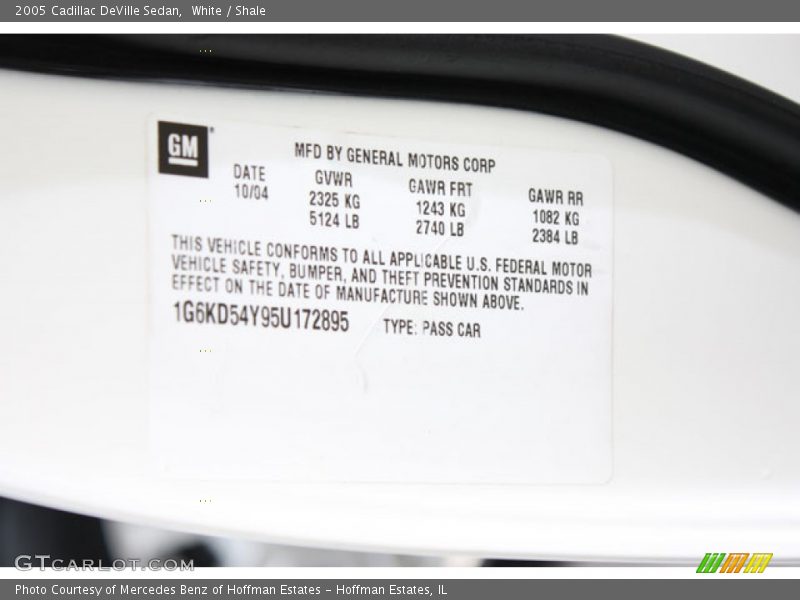 2005 Cadillac DeVille Sedan,  White / Shale
GM
MFD BY GENERAL MOTORS CORP
DATE GVWR GAWR FRT GAWR RR
10/04 2325 KG 1243 KG 1082 KG
5124 LB 2740 LB 2384 LB
THIS VEHICLE CONFORMS TO ALL APPLICABLE U.S. FEDERAL MOTOR
VEHICLE SAFETY, BUMPER, AND THEFT PREVENTION STANDARDS IN
EFFECT ON THE DATE OF MANUFACTURE SHOWN ABOVE.
1G6KD54Y95U172895 TYPE: PASS CAR
GTCARLOT.COM
Photo Courtesy of Mercedes Benz of Hoffman Estates - Hoffman Estates, IL